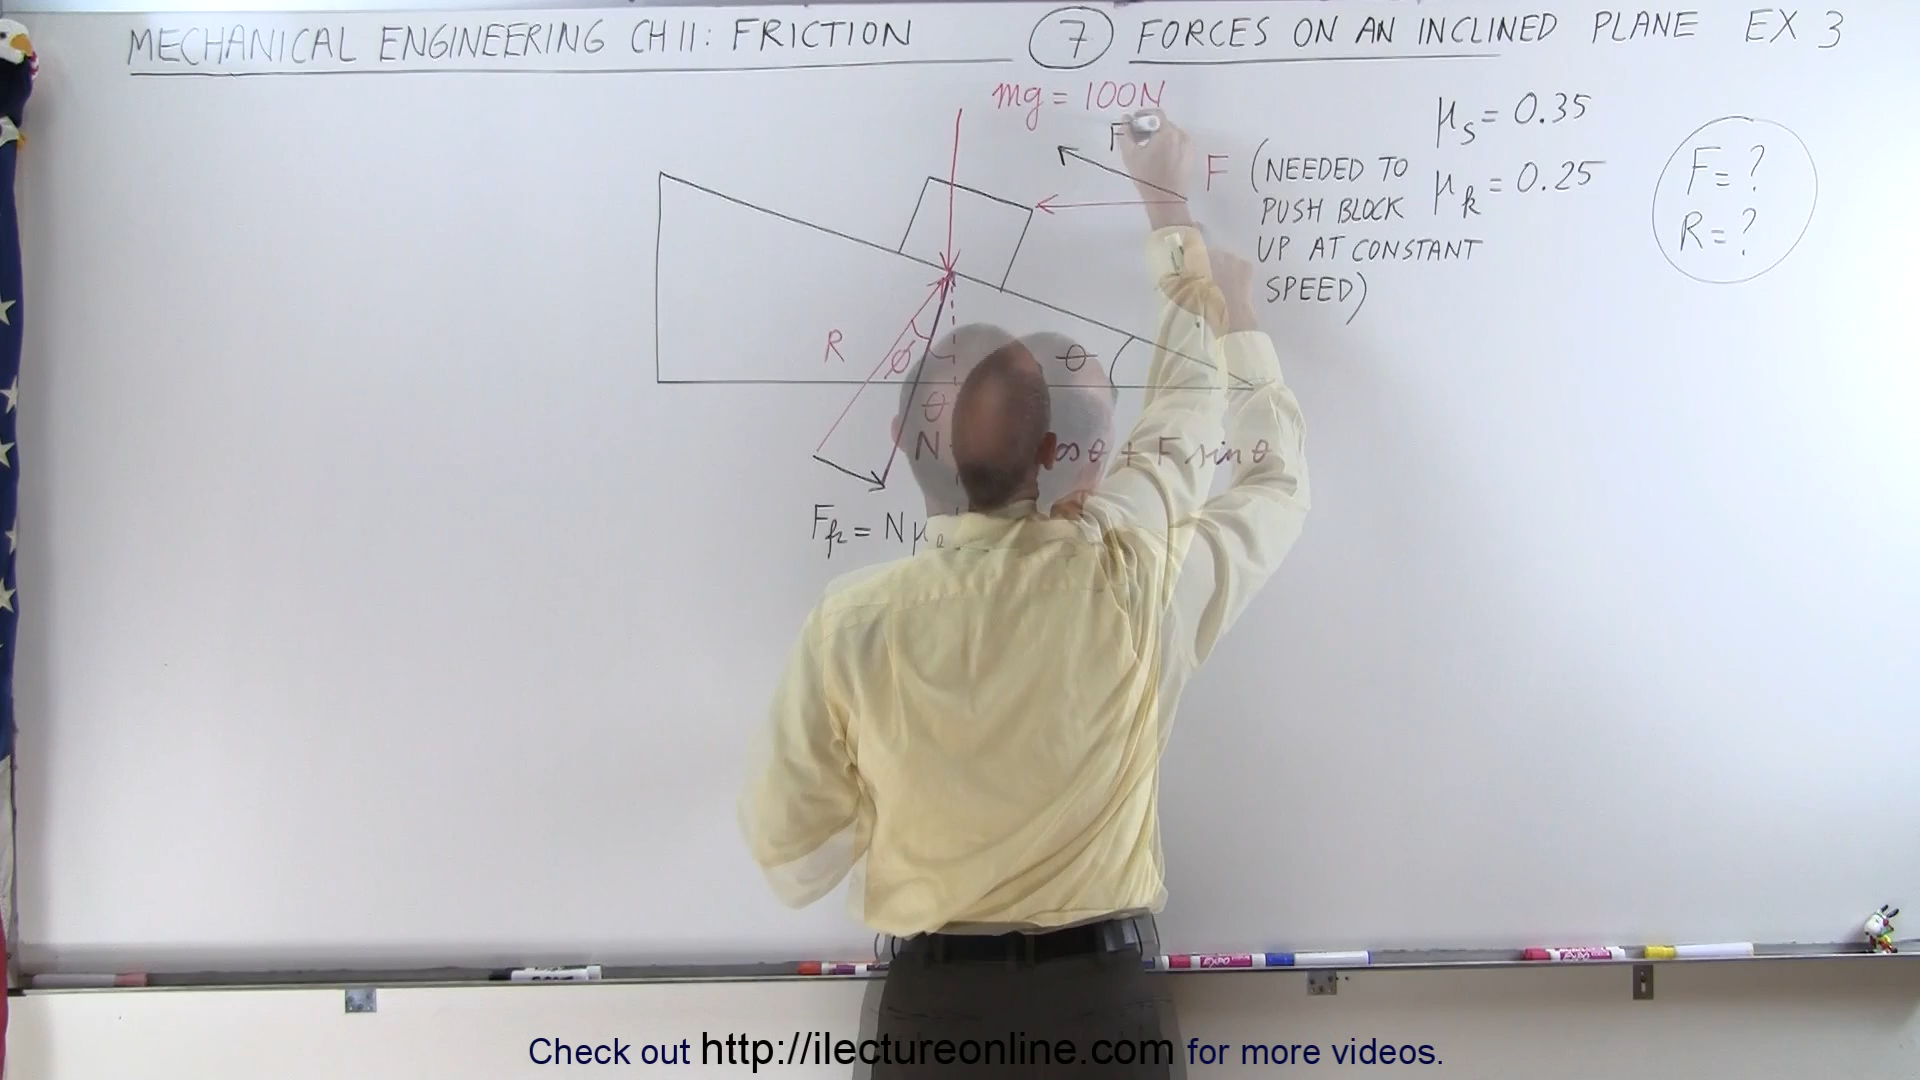 MECHANICAL ENGINEERING CH 11: FRICTION 7 FORCES ON AN INCLINED PLANE EX 3
mg = 100N
F
F (NEEDED TO
PUSH BLOCK
UP AT CONSTANT
SPEED)
μs = 0.35
μk = 0.25
F = ?
R = ?
R
ϕ
θ
θ
N cos θ + F sin θ
Ffr = Nμ
Check out http://ilectureonline.com for more videos.